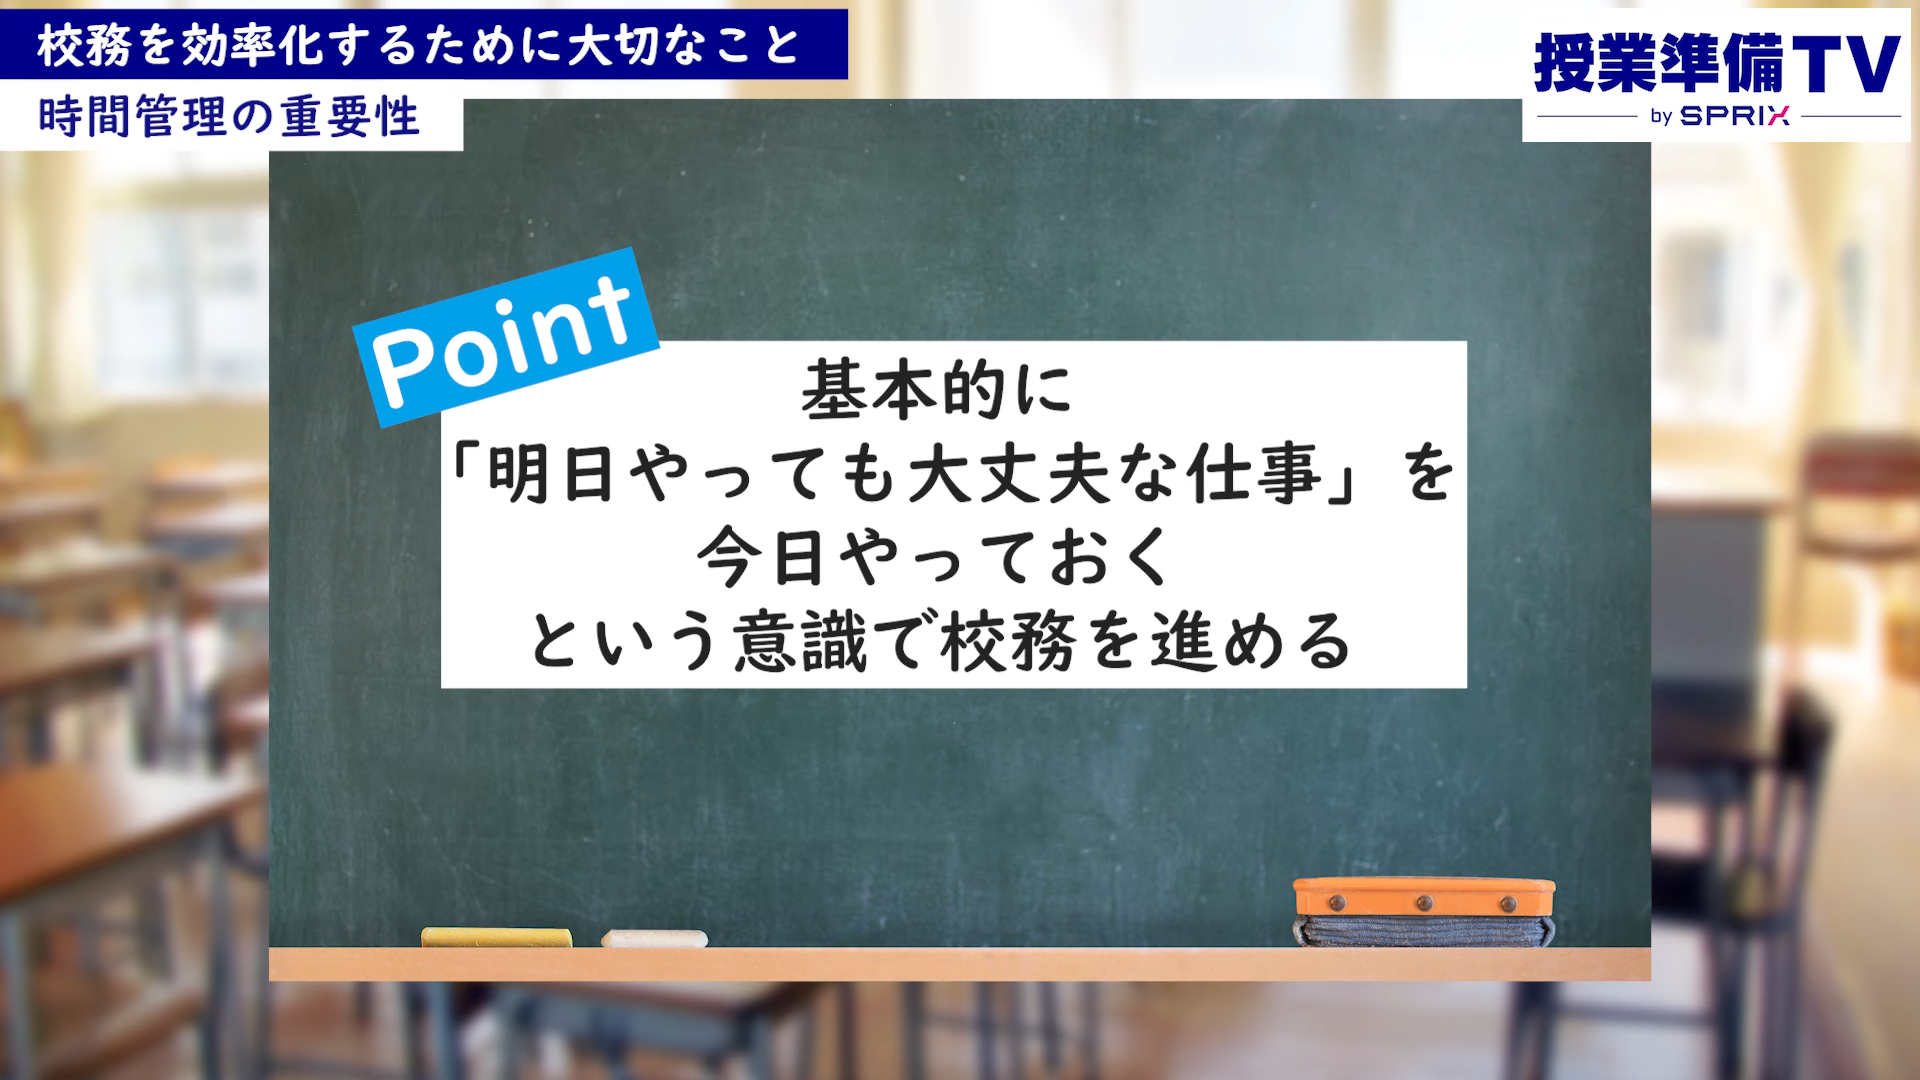 校務を効率化するために大切なこと
時間管理の重要性
授業準備TV
by SPRIX
Point
基本的に
「明日やっても大丈夫な仕事」を
今日やっておく
という意識で校務を進める